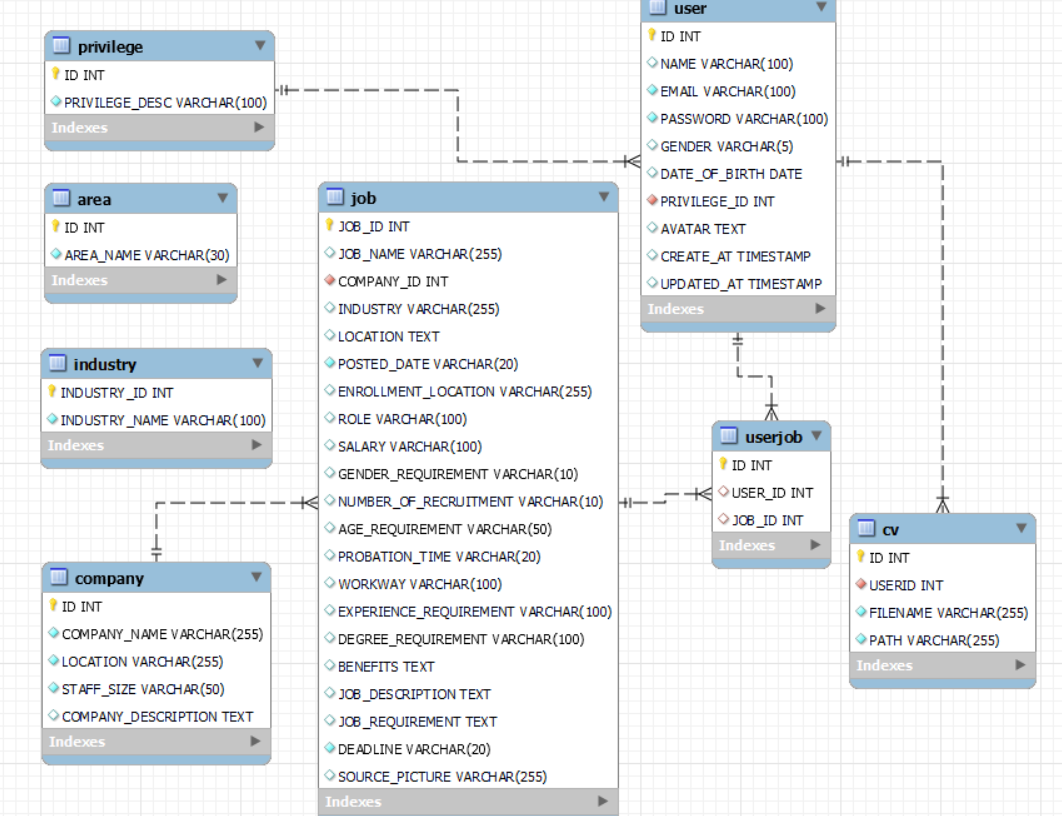 privilege
ID INT
PRIVILEGE_DESC VARCHAR(100)
Indexes
area
ID INT
AREA_NAME VARCHAR(30)
Indexes
industry
INDUSTRY_ID INT
INDUSTRY_NAME VARCHAR(100)
Indexes
company
ID INT
COMPANY_NAME VARCHAR(255)
LOCATION VARCHAR(255)
STAFF_SIZE VARCHAR(50)
COMPANY_DESCRIPTION TEXT
Indexes
job
JOB_ID INT
JOB_NAME VARCHAR(255)
COMPANY_ID INT
INDUSTRY VARCHAR(255)
LOCATION TEXT
POSTED_DATE VARCHAR(20)
ENROLLMENT_LOCATION VARCHAR(255)
ROLE VARCHAR(100)
SALARY VARCHAR(100)
GENDER_REQUIREMENT VARCHAR(10)
NUMBER_OF_RECRUITMENT VARCHAR(10)
AGE_REQUIREMENT VARCHAR(50)
PROBATION_TIME VARCHAR(20)
WORKWAY VARCHAR(100)
EXPERIENCE_REQUIREMENT VARCHAR(100)
DEGREE_REQUIREMENT VARCHAR(100)
BENEFITS TEXT
JOB_DESCRIPTION TEXT
JOB_REQUIREMENT TEXT
DEADLINE VARCHAR(20)
SOURCE_PICTURE VARCHAR(255)
Indexes
user
ID INT
NAME VARCHAR(100)
EMAIL VARCHAR(100)
PASSWORD VARCHAR(100)
GENDER VARCHAR(5)
DATE_OF_BIRTH DATE
PRIVILEGE_ID INT
AVATAR TEXT
CREATE_AT TIMESTAMP
UPDATED_AT TIMESTAMP
Indexes
userjob
ID INT
USER_ID INT
JOB_ID INT
Indexes
cv
ID INT
USERID INT
FILENAME VARCHAR(255)
PATH VARCHAR(255)
Indexes